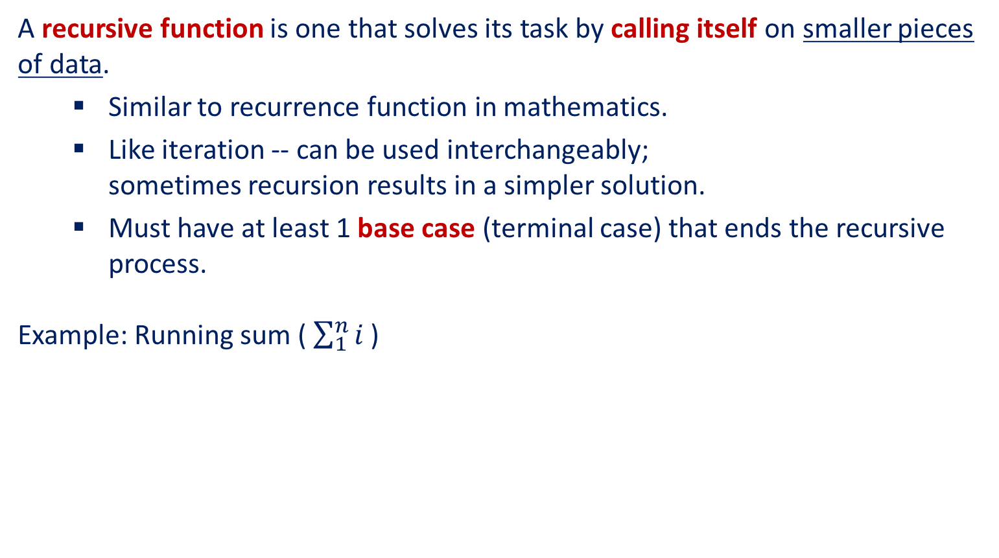 A recursive function is one that solves its task by calling itself on smaller pieces
of data.
▪ Similar to recurrence function in mathematics.
▪ Like iteration -- can be used interchangeably;
sometimes recursion results in a simpler solution.
▪ Must have at least 1 base case (terminal case) that ends the recursive
process.
Example: Running sum ( ∑₁ⁿ 𝑖 )